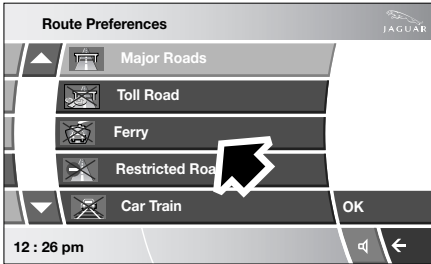 Route Preferences
JAGUAR
Major Roads
Toll Road
Ferry
Restricted Roa
Car Train
OK
12 : 26 pm